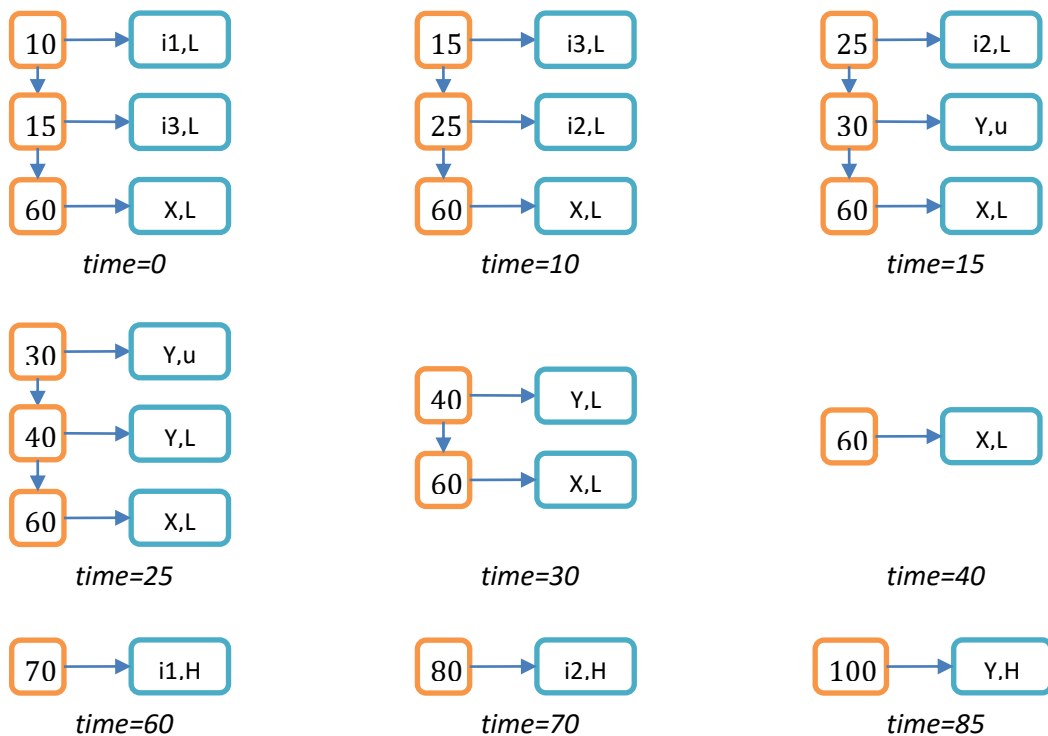 10 i1,L 15 i3,L 25 i2,L
15 i3,L 25 i2,L 30 Y,u
60 X,L 60 X,L 60 X,L
time=0 time=10 time=15
30 Y,u
40 Y,L
40 Y,L 60 X,L
60 X,L
60 X,L
time=25 time=30 time=40
70 i1,H 80 i2,H 100 Y,H
time=60 time=70 time=85